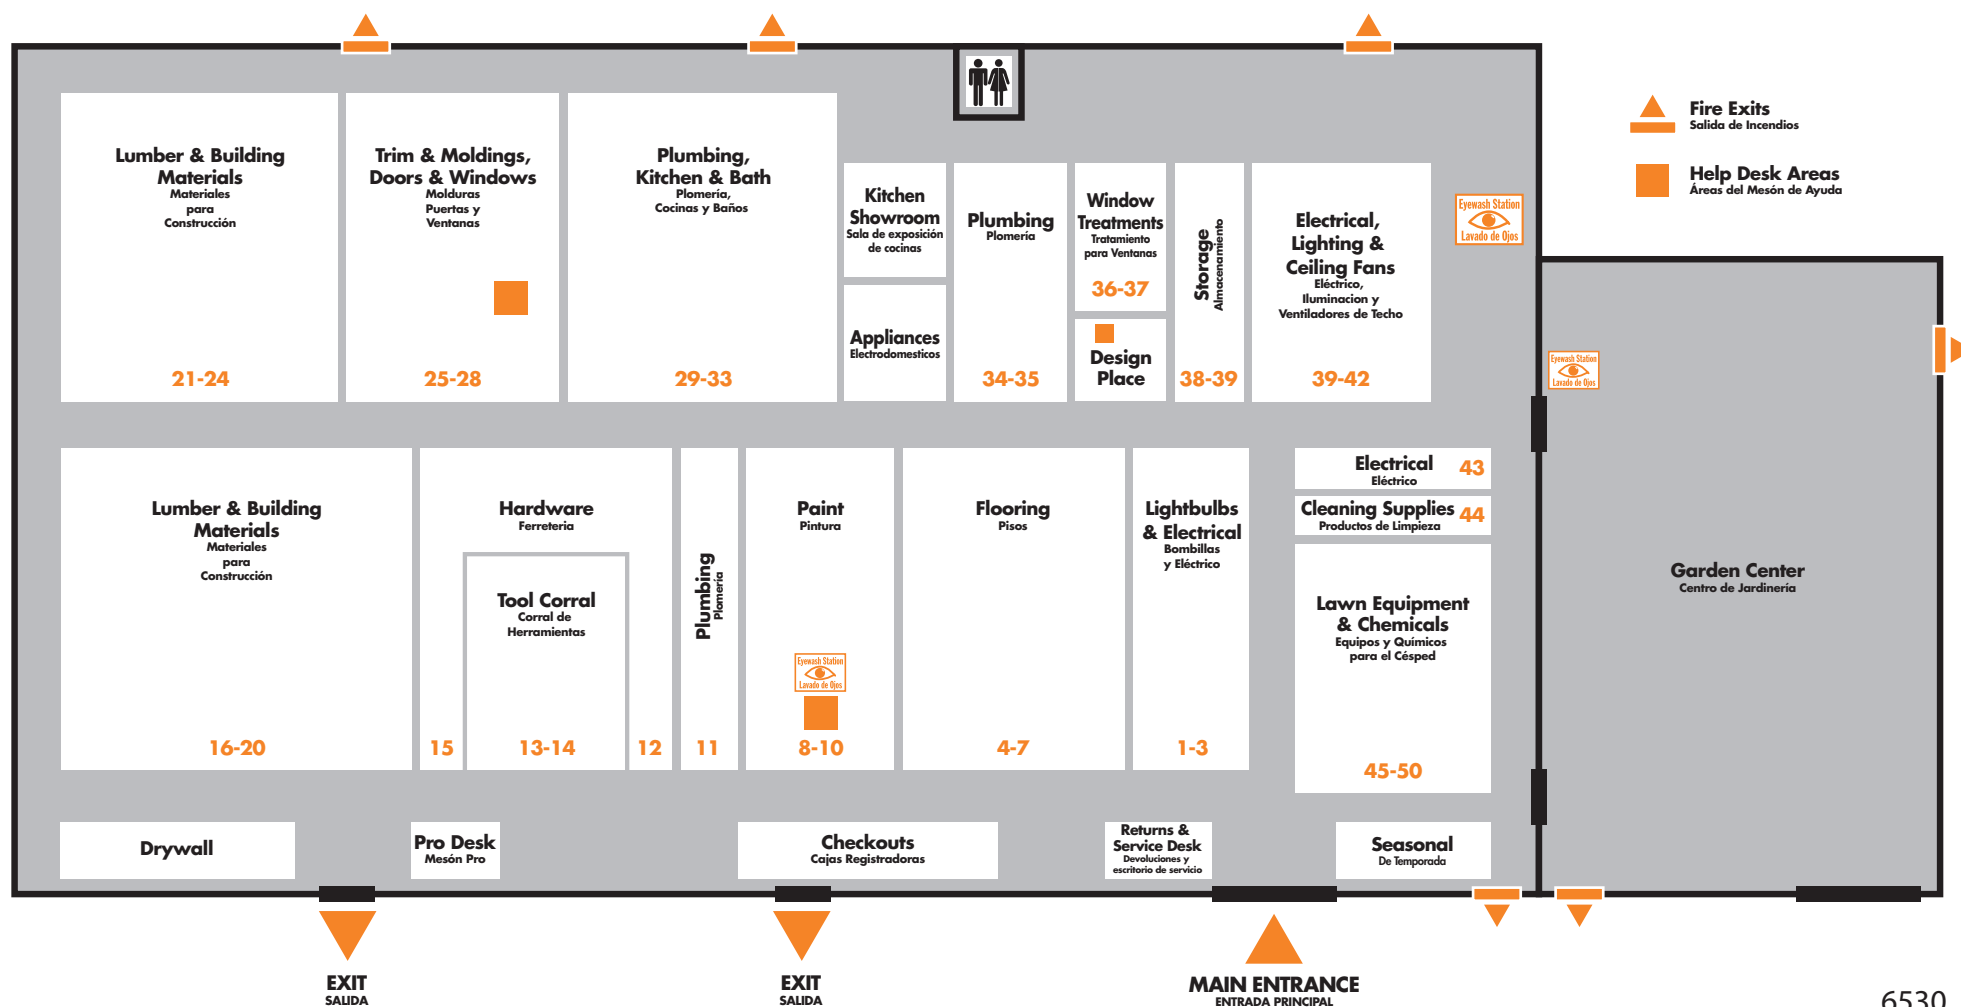 Fire Exits
Salida de Incendios
Help Desk Areas
Áreas del Mesón de Ayuda
Lumber & Building
Materials
Materiales
para
Construcción
21-24
Trim & Moldings,
Doors & Windows
Molduras
Puertas y
Ventanas
25-28
Plumbing,
Kitchen & Bath
Plomería,
Cocinas y Baños
29-33
Kitchen
Showroom
Sala de exposición
de cocinas
Appliances
Electrodomesticos
Plumbing
Plomería
34-35
Window
Treatments
Tratamiento
para Ventanas
36-37
Design
Place
Storage
Almacenamiento
38-39
Electrical,
Lighting &
Ceiling Fans
Eléctrico,
Iluminacion y
Ventiladores de Techo
39-42
Eyewash Station
Lavado de Ojos
Eyewash Station
Lavado de Ojos
Lumber & Building
Materials
Materiales
para
Construcción
16-20
Hardware
Ferreteria
15
Tool Corral
Corral de
Herramientas
13-14
12
Plumbing
Plomería
11
Paint
Pintura
Eyewash Station
Lavado de Ojos
8-10
Flooring
Pisos
4-7
Lightbulbs
& Electrical
Bombillas
y Eléctrico
1-3
Electrical 43
Eléctrico
Cleaning Supplies 44
Productos de Limpieza
Lawn Equipment
& Chemicals
Equipos y Químicos
para el Césped
45-50
Garden Center
Centro de Jardinería
Drywall
Pro Desk
Mesón Pro
Checkouts
Cajas Registradoras
Returns &
Service Desk
Devoluciones y
escritorio de servicio
Seasonal
De Temporada
EXIT
SALIDA
EXIT
SALIDA
MAIN ENTRANCE
ENTRADA PRINCIPAL
6530